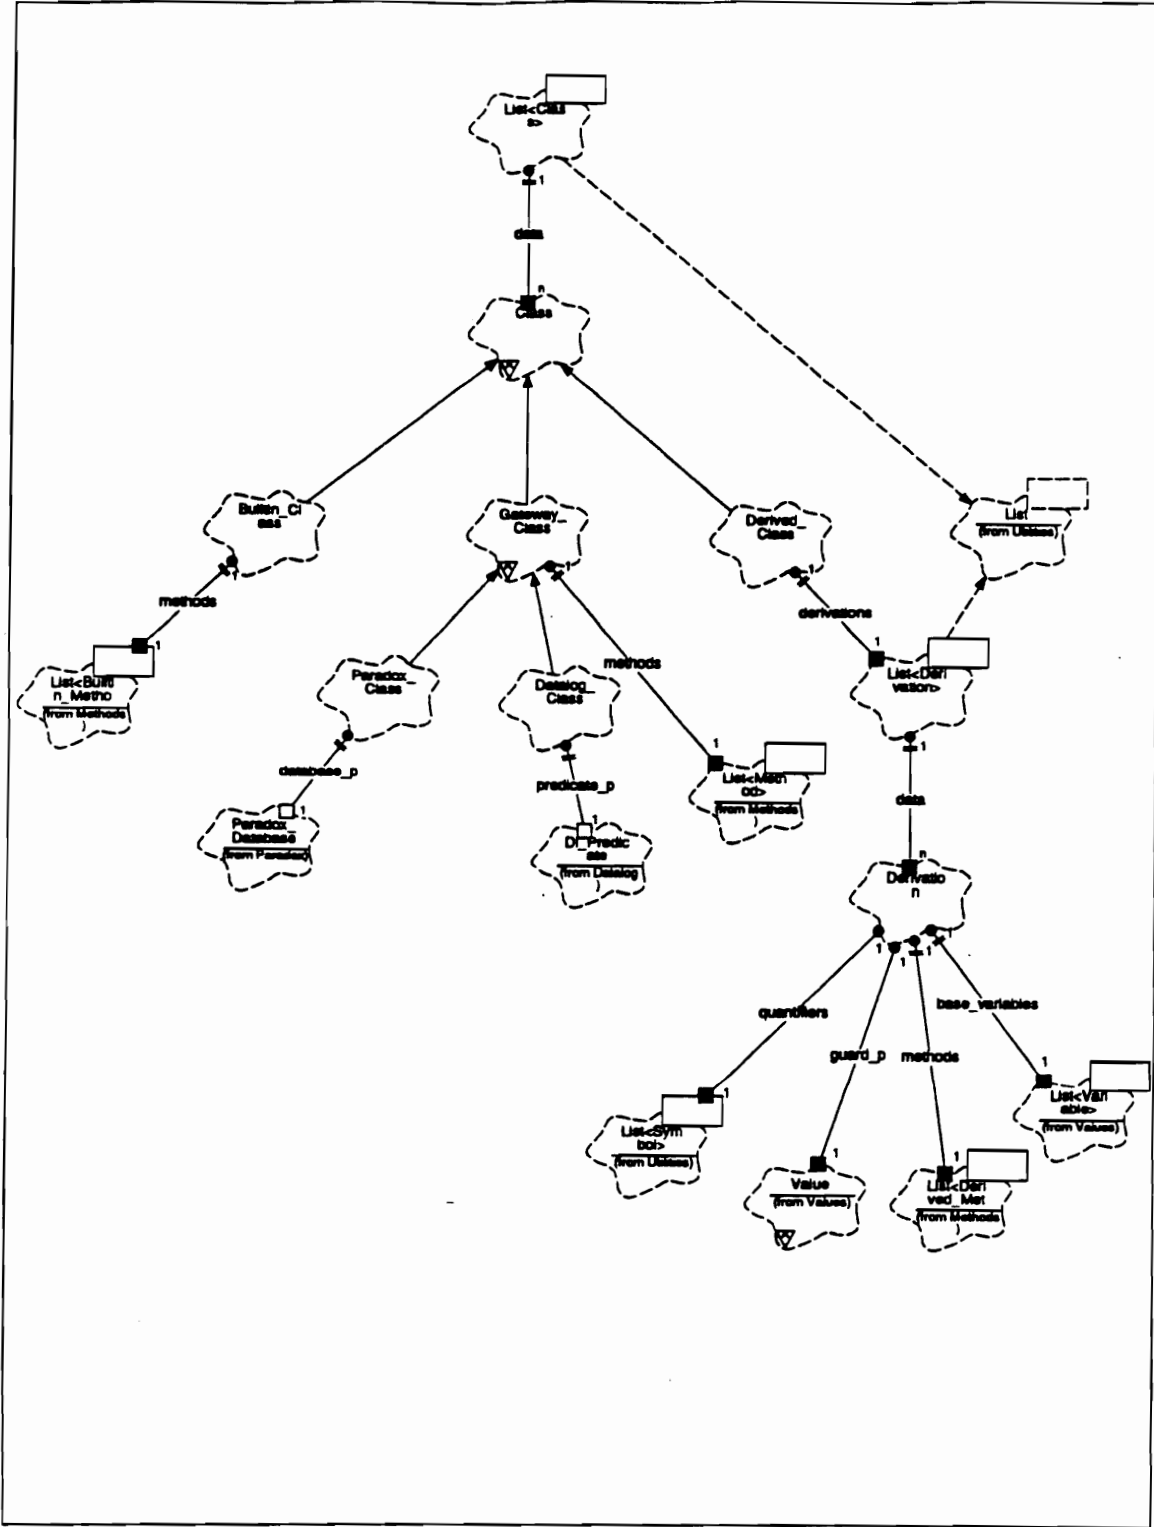 List<Clas
s>
1
data
n
Class
Builtin_Cl
ass
Gateway_
Class
Derived_
Class
List
(from Utilities)
1
methods
1
List<Builti
n_Metho
(from Methods
1
methods
1
List<Meth
od>
(from Methods
1
derivations
1
List<Deri
vation>
Paradox_
Class
database_p
1
Paradox_
Database
(from Paradox)
Datalog_
Class
predicate_p
1
Dl_Predic
ate
(from Datalog
1
data
n
Derivatio
n
1
1
1
1
quantifiers
guard_p
methods
base_variables
1
List<Sym
bol>
(from Utilities)
1
Value
(from Values)
1
List<Deri
ved_Met
(from Methods
1
List<Vari
able>
(from Values)